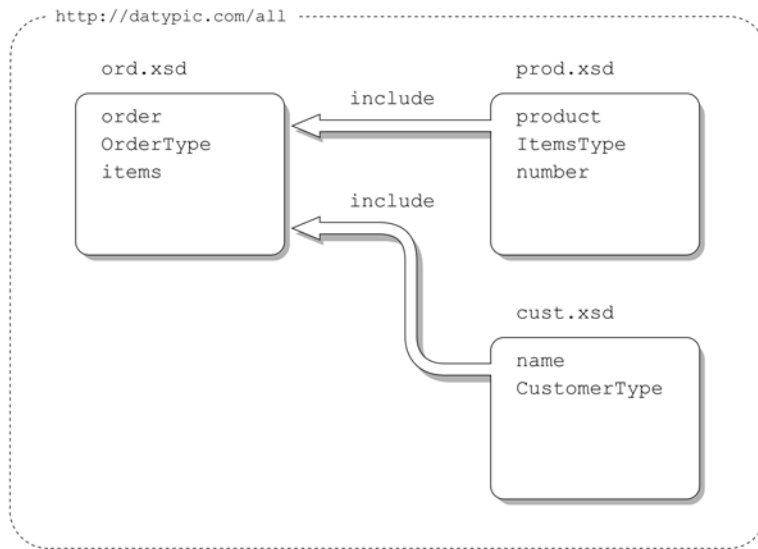 http://datypic.com/all
ord.xsd
order
OrderType
items
include
prod.xsd
product
ItemsType
number
include
cust.xsd
name
CustomerType